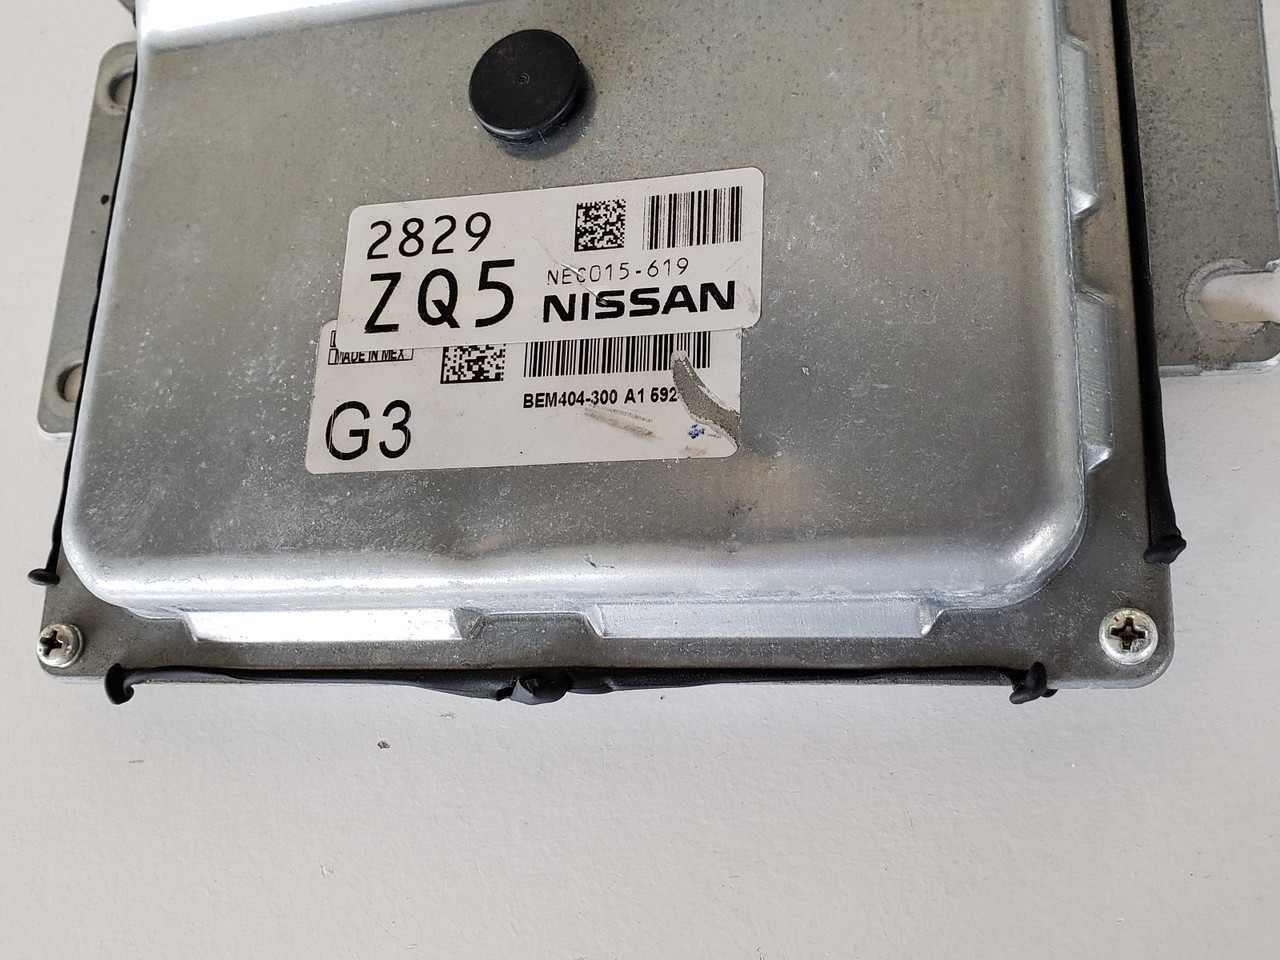 2829
ZQ5
NEC015-619
NISSAN
MADE IN MEX
G3
BEM404-300 A1 592